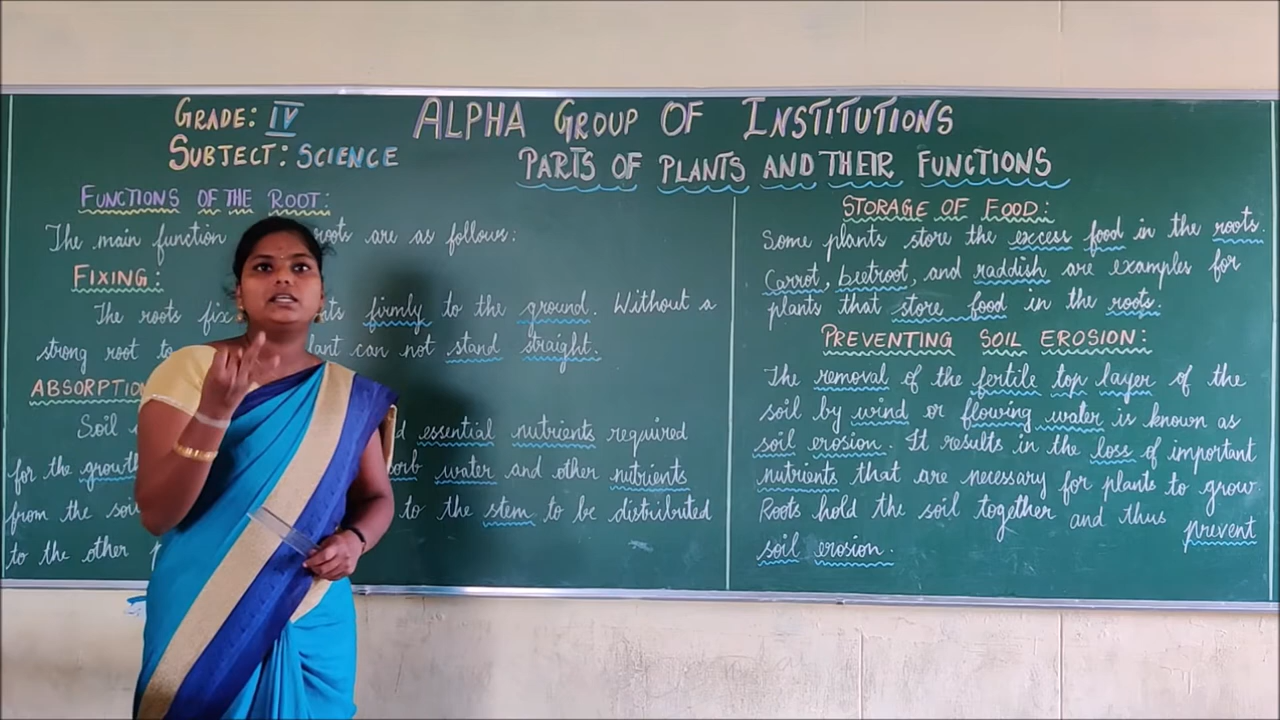 GRADE: IV
ALPHA GROUP OF INSTITUTIONS
SUBJECT: SCIENCE
PARTS OF PLANTS AND THEIR FUNCTIONS
FUNCTIONS OF THE ROOT:
The main function roots are as follows:
FIXING:
The roots fix firmly to the ground. Without a
strong root to can not stand straight.
ABSORPTION
Soil essential nutrients required
for the growth water and other nutrients
from the to the stem to be distributed
to the other
STORAGE OF FOOD:
Some plants store the excess food in the roots.
Carrot, beetroot, and raddish are examples for
plants that store food in the roots.
PREVENTING SOIL EROSION:
The removal of the fertile top layer of the
soil by wind or flowing water is known as
soil erosion. It results in the loss of important
nutrients that are necessary for plants to grow.
Roots hold the soil together and thus prevent
soil erosion.